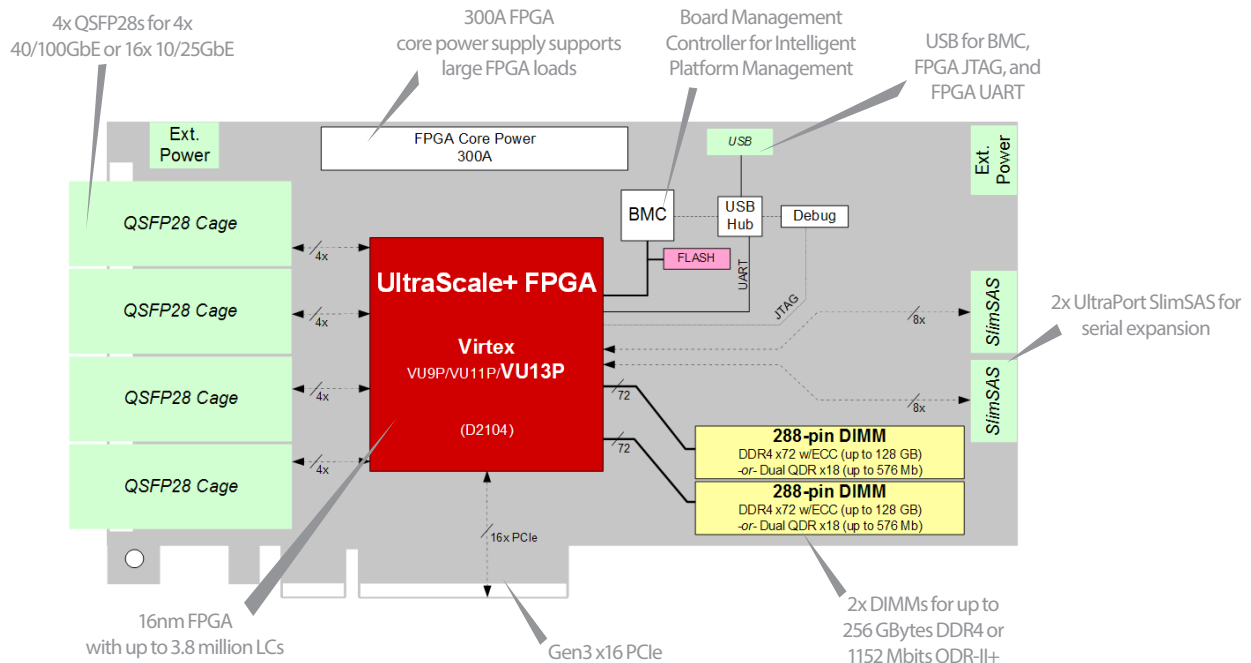 4x QSFP28s for 4x
40/100GbE or 16x 10/25GbE
300A FPGA
core power supply supports
large FPGA loads
Board Management
Controller for Intelligent
Platform Management
USB for BMC,
FPGA JTAG, and
FPGA UART
Ext.
Power
FPGA Core Power
300A
USB
Ext.
Power
QSFP28 Cage
4x
QSFP28 Cage
4x
QSFP28 Cage
4x
QSFP28 Cage
4x
BMC
USB
Hub
Debug
FLASH
UART
JTAG
UltraScale+ FPGA
Virtex
VU9P/VU11P/VU13P
(D2104)
8x
SlimSAS
8x
SlimSAS
2x UltraPort SlimSAS for
serial expansion
72
72
288-pin DIMM
DDR4 x72 w/ECC (up to 128 GB)
-or- Dual QDR x18 (up to 576 Mb)
288-pin DIMM
DDR4 x72 w/ECC (up to 128 GB)
-or- Dual QDR x18 (up to 576 Mb)
16x PCIe
16nm FPGA
with up to 3.8 million LCs
Gen3 x16 PCIe
2x DIMMs for up to
256 GBytes DDR4 or
1152 Mbits QDR-II+